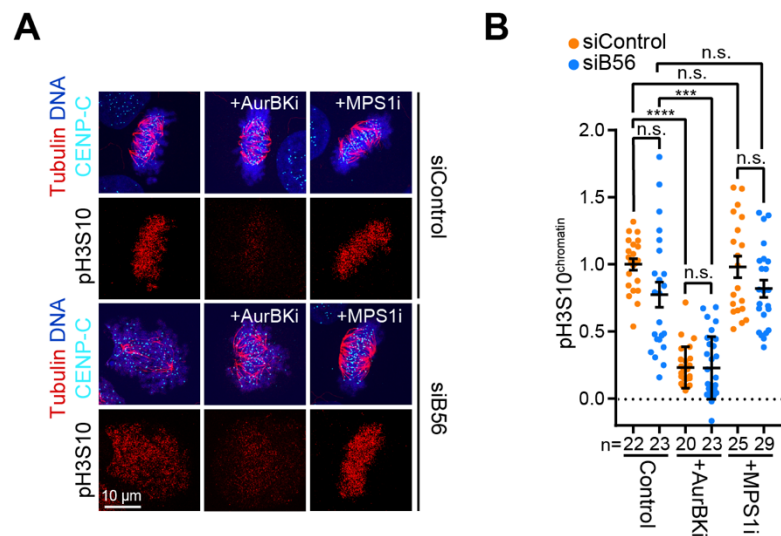 A
+AurBKi
+MPS1i
Tubulin DNA
CENP-C
pH3S10
siControl
+AurBKi
+MPS1i
Tubulin DNA
CENP-C
pH3S10
siB56
10 µm
B
siControl
siB56
n.s.
n.s.
***
****
n.s.
n.s.
n.s.
pH3S10chromatin
2.0
1.5
1.0
0.5
0.0
n= 22 23 20 23 25 29
Control
+AurBKi
+MPS1i